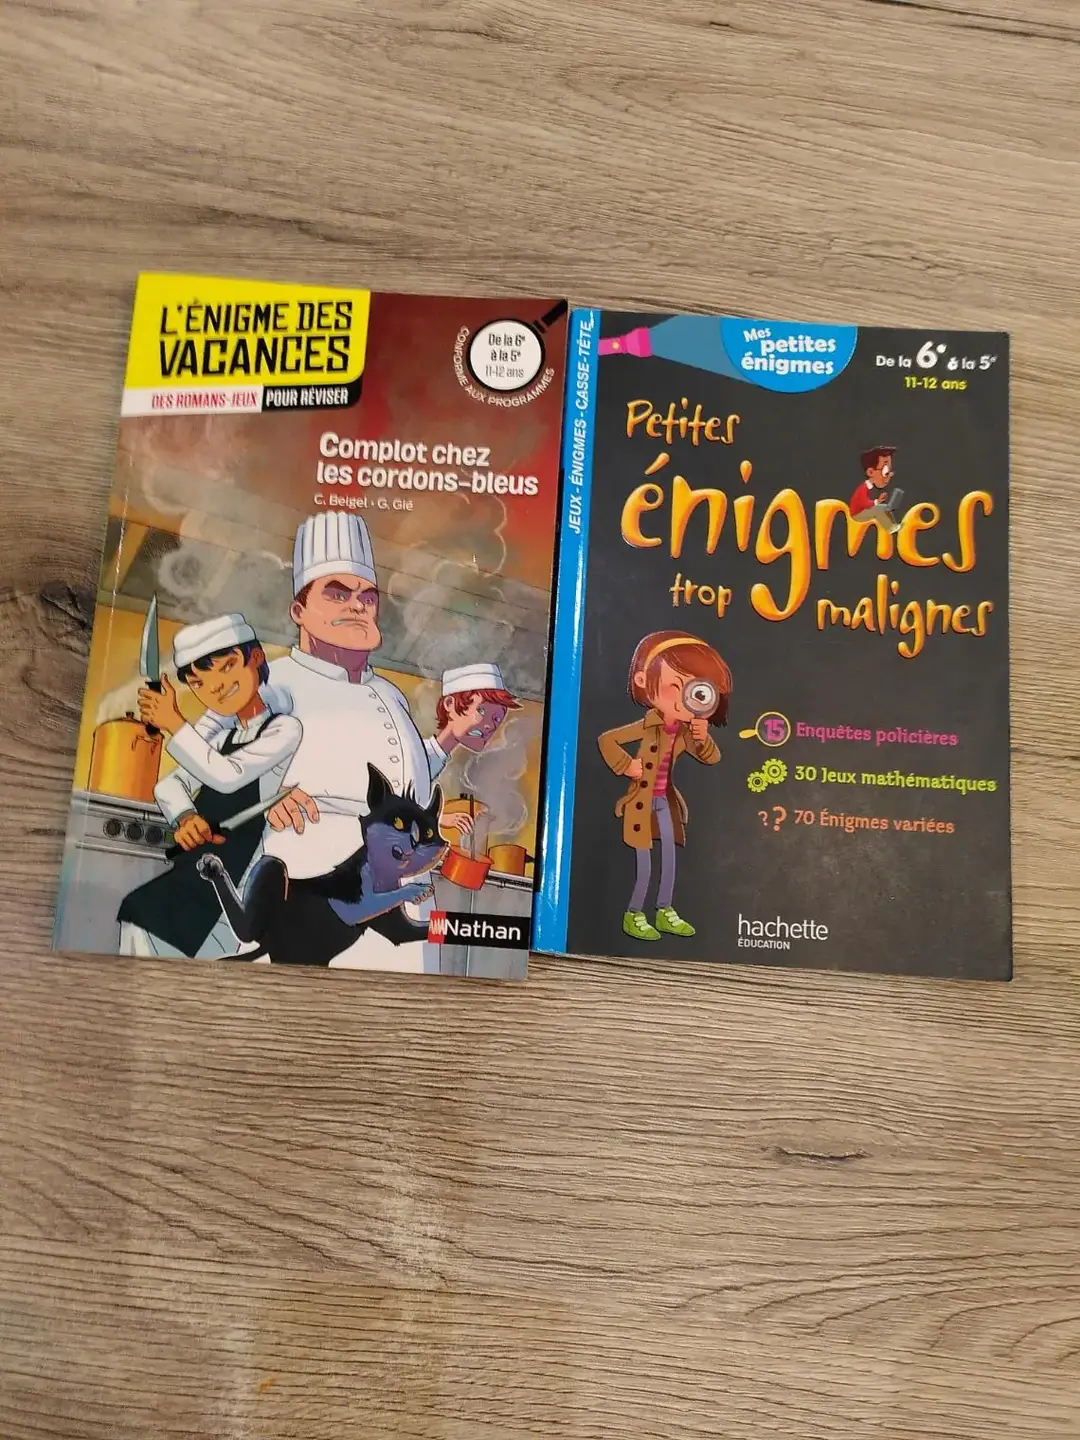 L'ÉNIGME DES
VACANCES
DES ROMANS-JEUX POUR RÉVISER
De la 6e
à la 5e
11-12 ans
CONFORME AUX PROGRAMMES
Complot chez
les cordons-bleus
C. Beigel • G. Glé
Nathan
JEUX - ÉNIGMES - CASSE-TÊTE
Mes
petites
énigmes
De la 6e à la 5e
11-12 ans
Petites
énigmes
trop malignes
15 Enquêtes policières
30 Jeux mathématiques
?? 70 Énigmes variées
hachette
ÉDUCATION